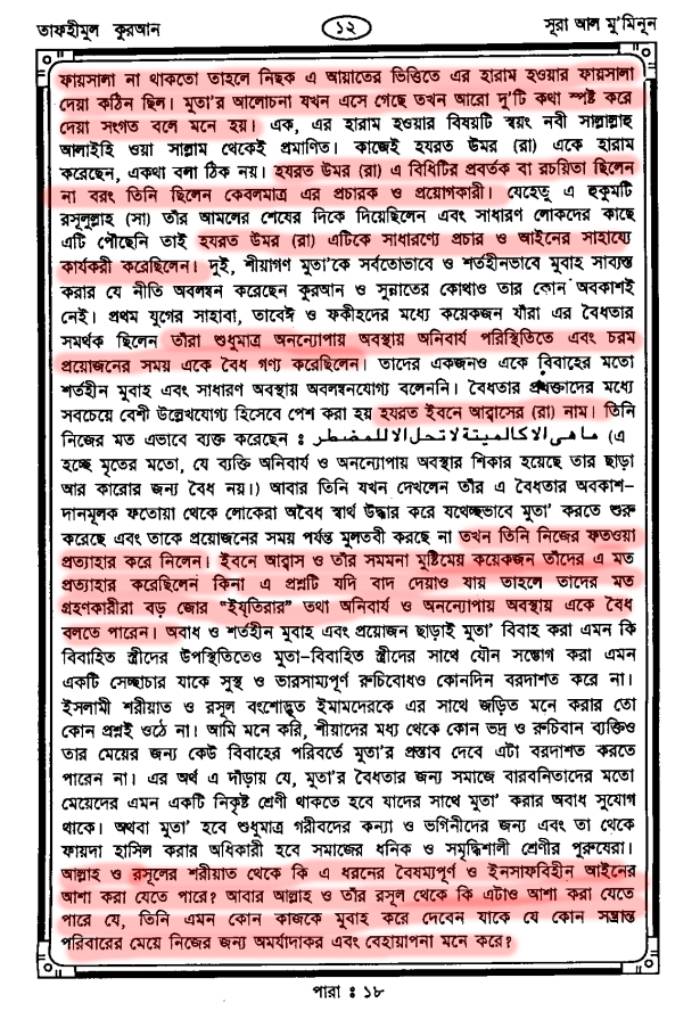 তাফহীমুল কুরআন
১২
সূরা আল মু'মিনূন
ফায়সালা না থাকতো তাহলে নিছক এ আয়াতের ভিত্তিতে এর হারাম হওয়ার ফায়সালা
দেয়া কঠিন ছিল। মুতা'র আলোচনা যখন এসে গেছে তখন আরো দু'টি কথা স্পষ্ট করে
দেয়া সংগত বলে মনে হয়। এক, এর হারাম হওয়ার বিষয়টি স্বয়ং নবী সাল্লাল্লাহু
আলাইহি ওয়া সাল্লাম থেকেই প্রমাণিত। কাজেই হযরত উমর (রা) একে হারাম
করেছেন, একথা বলা ঠিক নয়। হযরত উমর (রা) এ বিধিটির প্রবর্তক বা রচয়িতা ছিলেন
না বরং তিনি ছিলেন কেবলমাত্র এর প্রচারক ও প্রয়োগকারী। যেহেতু এ হুকুমটি
রসূলুল্লাহ (সা) তাঁর আমলের শেষের দিকে দিয়েছিলেন এবং সাধারণ লোকদের কাছে
এটি পৌছেনি তাই হযরত উমর (রা) এটিকে সাধারণ্যে প্রচার ও আইনের সাহায্যে
কার্যকরী করেছিলেন। দুই, শীয়াগণ মুতা'কে সর্বতোভাবে ও শর্তহীনভাবে মুবাহ সাব্যস্ত
করার যে নীতি অবলম্বন করেছেন কুরআন ও সুন্নাতের কোথাও তার কোন অবকাশই
নেই। প্রথম যুগের সাহাবা, তাবেঈ ও ফকীহদের মধ্যে কয়েকজন যাঁরা এর বৈধতার
সমর্থক ছিলেন তাঁরা শুধুমাত্র অনন্যোপায় অবস্থায় অনিবার্য পরিস্থিতিতে এবং চরম
প্রয়োজনের সময় একে বৈধ গণ্য করেছিলেন। তাদের একজনও একে বিবাহের মতো
শর্তহীন মুবাহ এবং সাধারণ অবস্থায় অবলম্বনযোগ্য বলেননি। বৈধতার প্রবক্তাদের মধ্যে
সবচেয়ে বেশী উল্লেখযোগ্য হিসেবে পেশ করা হয় হযরত ইবনে আব্বাসের (রা) নাম। তিনি
নিজের মত এভাবে ব্যক্ত করেছেন : ماهى الا كالميتة لا تحل الا للمضطر (এ
হচ্ছে মৃতের মতো, যে ব্যক্তি অনিবার্য ও অনন্যোপায় অবস্থার শিকার হয়েছে তার ছাড়া
আর কারোর জন্য বৈধ নয়।) আবার তিনি যখন দেখলেন তাঁর এ বৈধতার অবকাশ-
দানমূলক ফতোয়া থেকে লোকেরা অবৈধ স্বার্থ উদ্ধার করে যথেচ্ছভাবে মুতা' করতে শুরু
করেছে এবং তাকে প্রয়োজনের সময় পর্যন্ত মুলতবী করছে না তখন তিনি নিজের ফতওয়া
প্রত্যাহার করে নিলেন। ইবনে আব্বাস ও তাঁর সমমনা মুষ্টিমেয় কয়েকজন তাঁদের এ মত
প্রত্যাহার করেছিলেন কিনা এ প্রশ্নটি যদি বাদ দেয়াও যায় তাহলে তাদের মত
গ্রহণকারীরা বড় জোর "ইয্‌তিরার" তথা অনিবার্য ও অনন্যোপায় অবস্থায় একে বৈধ
বলতে পারেন। অবাধ ও শর্তহীন মুবাহ এবং প্রয়োজন ছাড়াই মুতা' বিবাহ করা এমন কি
বিবাহিত স্ত্রীদের উপস্থিতিতেও মুতা-বিবাহিত স্ত্রীদের সাথে যৌন সম্ভোগ করা এমন
একটি সেচ্ছাচার যাকে সুস্থ ও ভারসাম্যপূর্ণ রুচিবোধও কোনদিন বরদাশত করে না।
ইসলামী শরীয়াত ও রসূল বংশোদ্ভূত ইমামদেরকে এর সাথে জড়িত মনে করার তো
কোন প্রশ্নই ওঠে না। আমি মনে করি, শীয়াদের মধ্য থেকে কোন ভদ্র ও রুচিবান ব্যক্তিও
তার মেয়ের জন্য কেউ বিবাহের পরিবর্তে মুতা'র প্রস্তাব দেবে এটা বরদাশত করতে
পারেন না। এর অর্থ এ দাঁড়ায় যে, মুতা'র বৈধতার জন্য সমাজে বারবনিতাদের মতো
মেয়েদের এমন একটি নিকৃষ্ট শ্রেণী থাকতে হবে যাদের সাথে মুতা' করার অবাধ সুযোগ
থাকে। অথবা মুতা' হবে শুধুমাত্র গরীবদের কন্যা ও ভগিনীদের জন্য এবং তা থেকে
ফায়দা হাসিল করার অধিকারী হবে সমাজের ধনিক ও সমৃদ্ধিশালী শ্রেণীর পুরুষেরা।
আল্লাহ ও রসূলের শরীয়াত থেকে কি এ ধরনের বৈষম্যপূর্ণ ও ইনসাফবিহীন আইনের
আশা করা যেতে পারে? আবার আল্লাহ ও তাঁর রসূল থেকে কি এটাও আশা করা যেতে
পারে যে, তিনি এমন কোন কাজকে মুবাহ করে দেবেন যাকে যে কোন সম্ভ্রান্ত
পরিবারের মেয়ে নিজের জন্য অমর্যাদাকর এবং বেহায়াপনা মনে করে?
পারা : ১৮